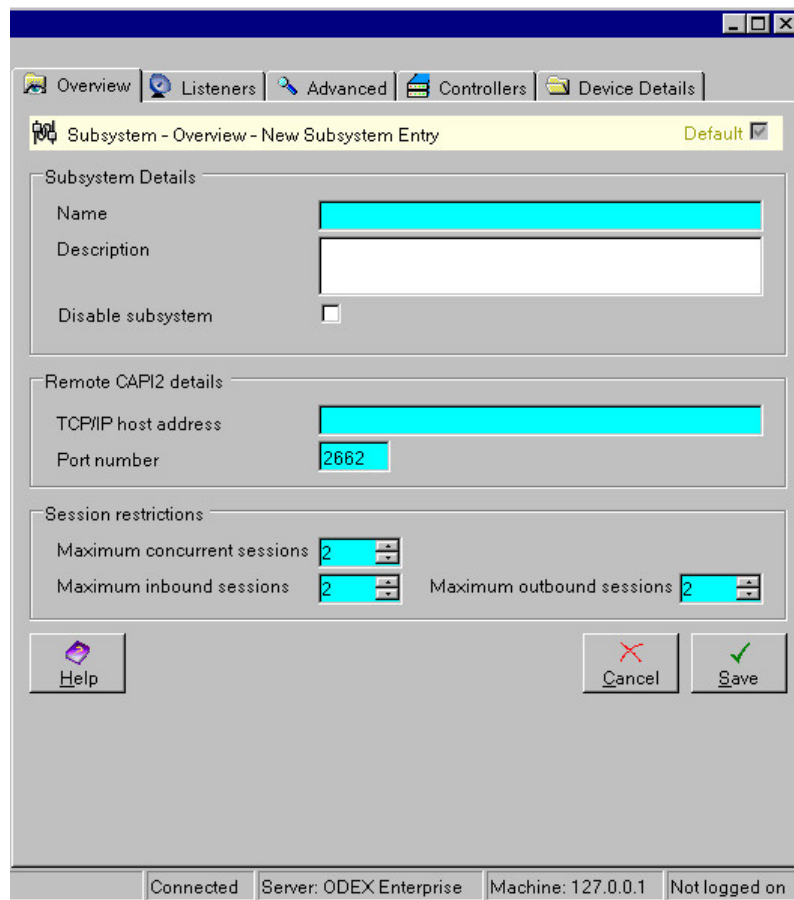 Overview Listeners Advanced Controllers Device Details
Subsystem - Overview - New Subsystem Entry Default
Subsystem Details
Name
Description
Disable subsystem
Remote CAPI2 details
TCP/IP host address
Port number 2662
Session restrictions
Maximum concurrent sessions 2
Maximum inbound sessions 2 Maximum outbound sessions 2
Help Cancel Save
Connected Server: ODEX Enterprise Machine: 127.0.0.1 Not logged on